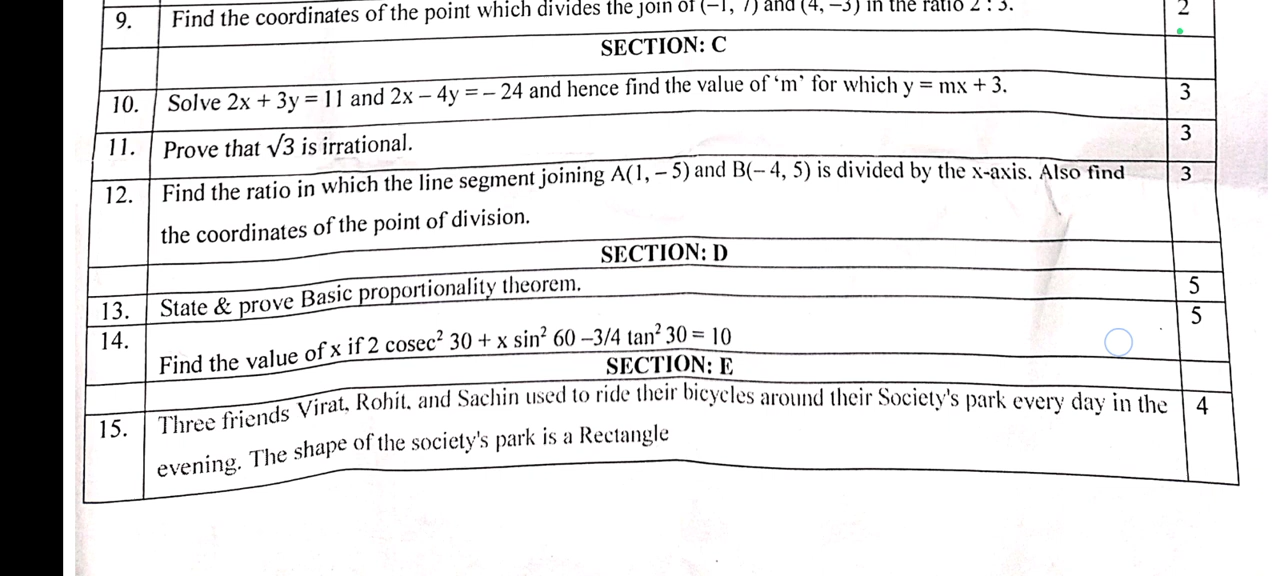 9. Find the coordinates of the point which divides the join of (–1, 7) and (4, –3) in the ratio 2 : 3. 2
SECTION: C
10. Solve 2x + 3y = 11 and 2x – 4y = – 24 and hence find the value of ‘m’ for which y = mx + 3. 3
11. Prove that √3 is irrational. 3
12. Find the ratio in which the line segment joining A(1, – 5) and B(– 4, 5) is divided by the x-axis. Also find 3
the coordinates of the point of division.
SECTION: D
13. State & prove Basic proportionality theorem. 5
14. Find the value of x if 2 cosec² 30 + x sin² 60 –3/4 tan² 30 = 10 5
SECTION: E
15. Three friends Virat, Rohit, and Sachin used to ride their bicycles around their Society's park every day in the 4
evening. The shape of the society's park is a Rectangle